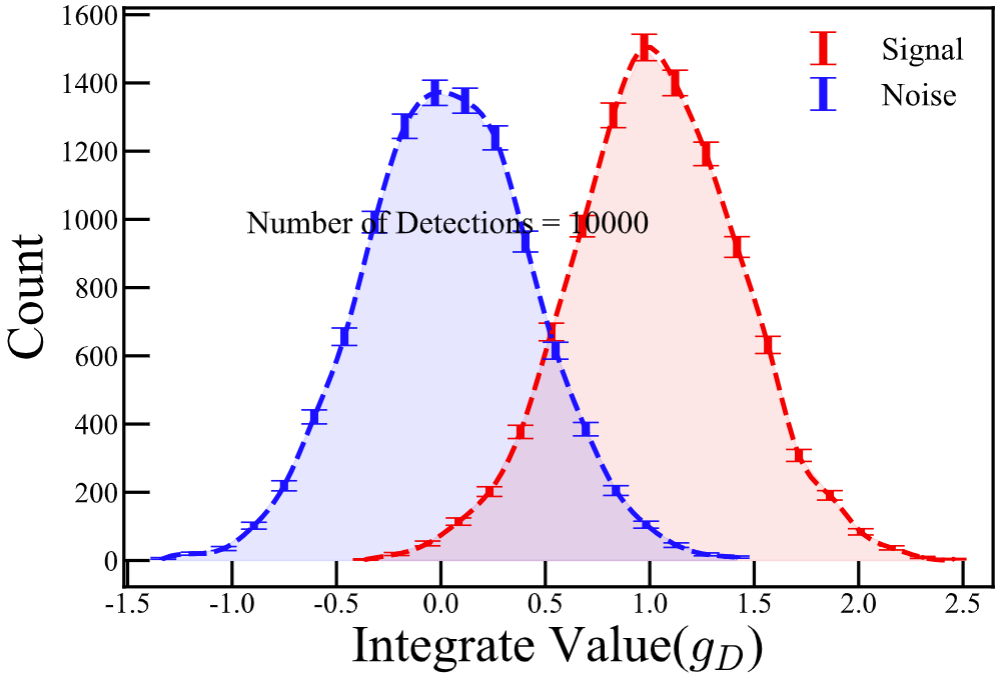 1600
1400
1200
1000
800
600
400
200
0
Count
Signal
Noise
Number of Detections = 10000
-1.5 -1.0 -0.5 0.0 0.5 1.0 1.5 2.0 2.5
Integrate Value(g_D)